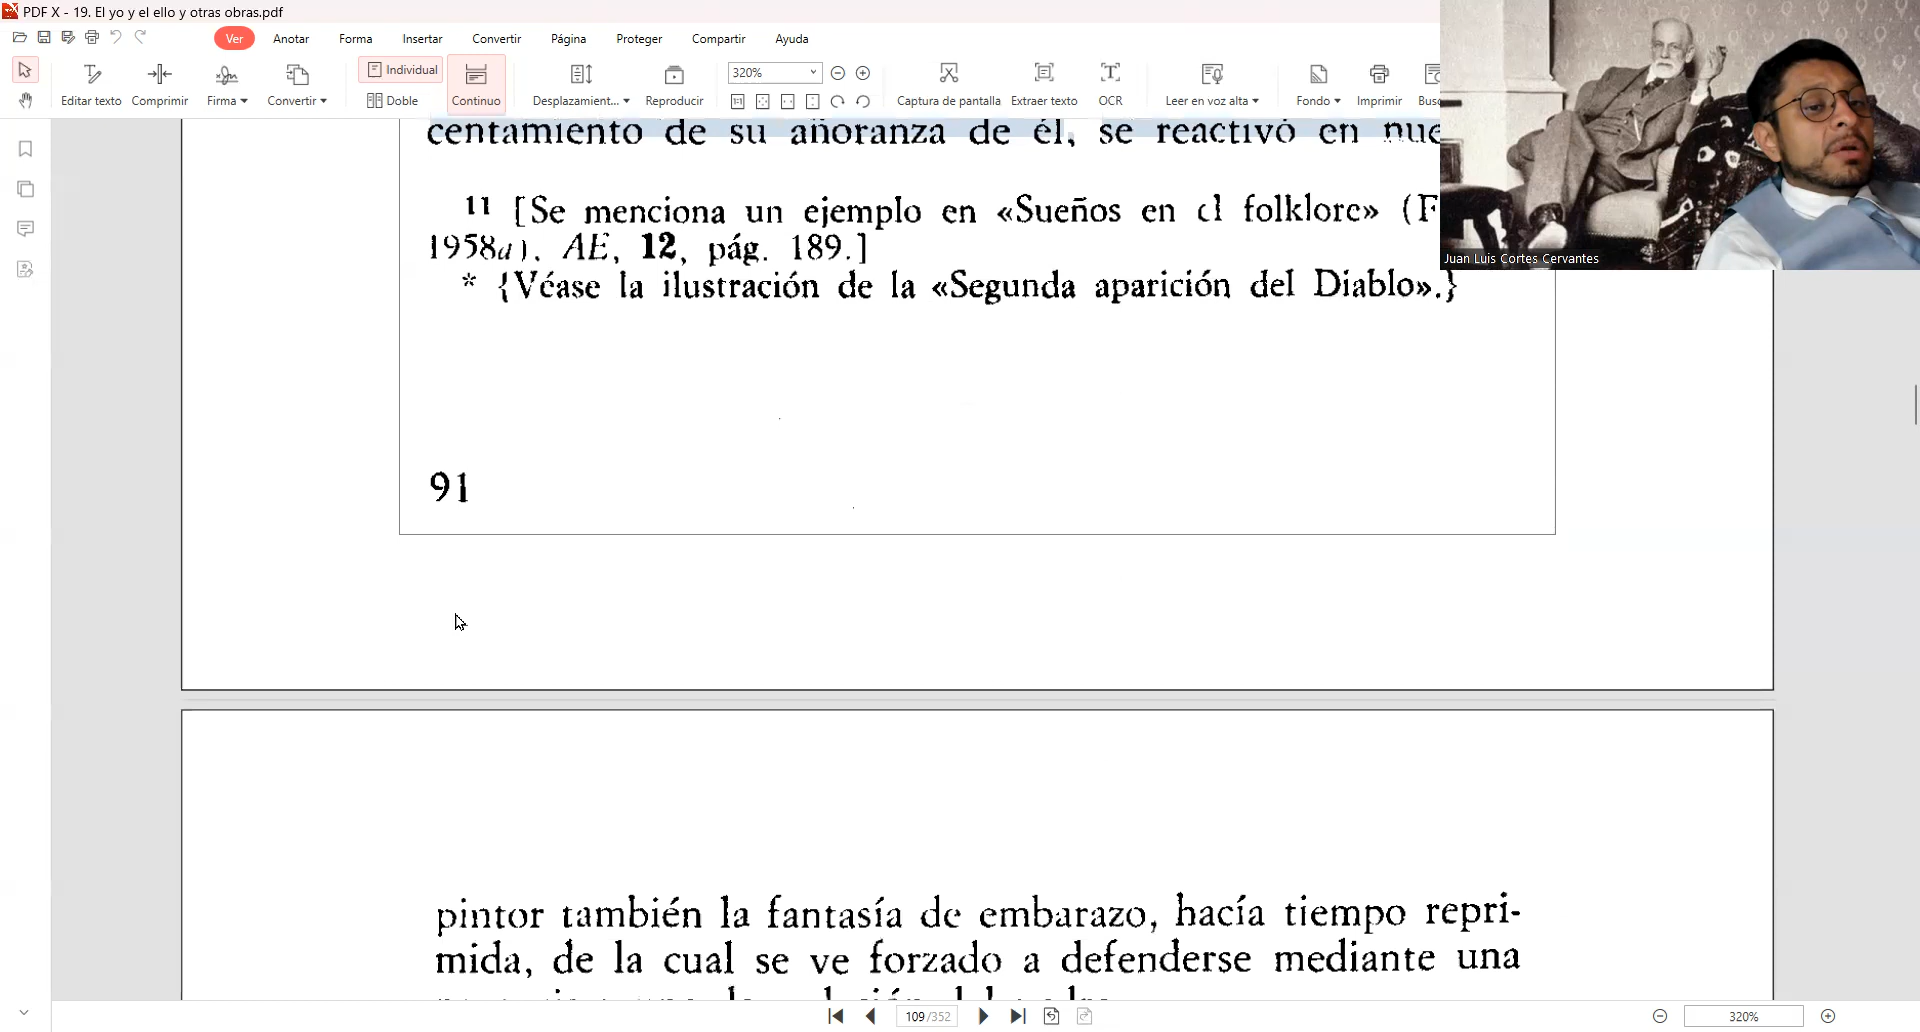 PDF X - 19. El yo y el ello y otras obras.pdf
Ver Anotar Forma Insertar Convertir Página Proteger Compartir Ayuda
Individual
320%
Editar texto Comprimir Firma Convertir Doble Continuo Desplazamient... Reproducir Captura de pantalla Extraer texto OCR Leer en voz alta Fondo Imprimir Busc
centamiento de su añoranza de él, se reactivó en nue
11 [Se menciona un ejemplo en «Sueños en el folklore» (F
1958a), AE, 12, pág. 189.]
* {Véase la ilustración de la «Segunda aparición del Diablo».}
91
pintor también la fantasía de embarazo, hacía tiempo repri-
mida, de la cual se ve forzado a defenderse mediante una
Juan Luis Cortes Cervantes
109/352
320%